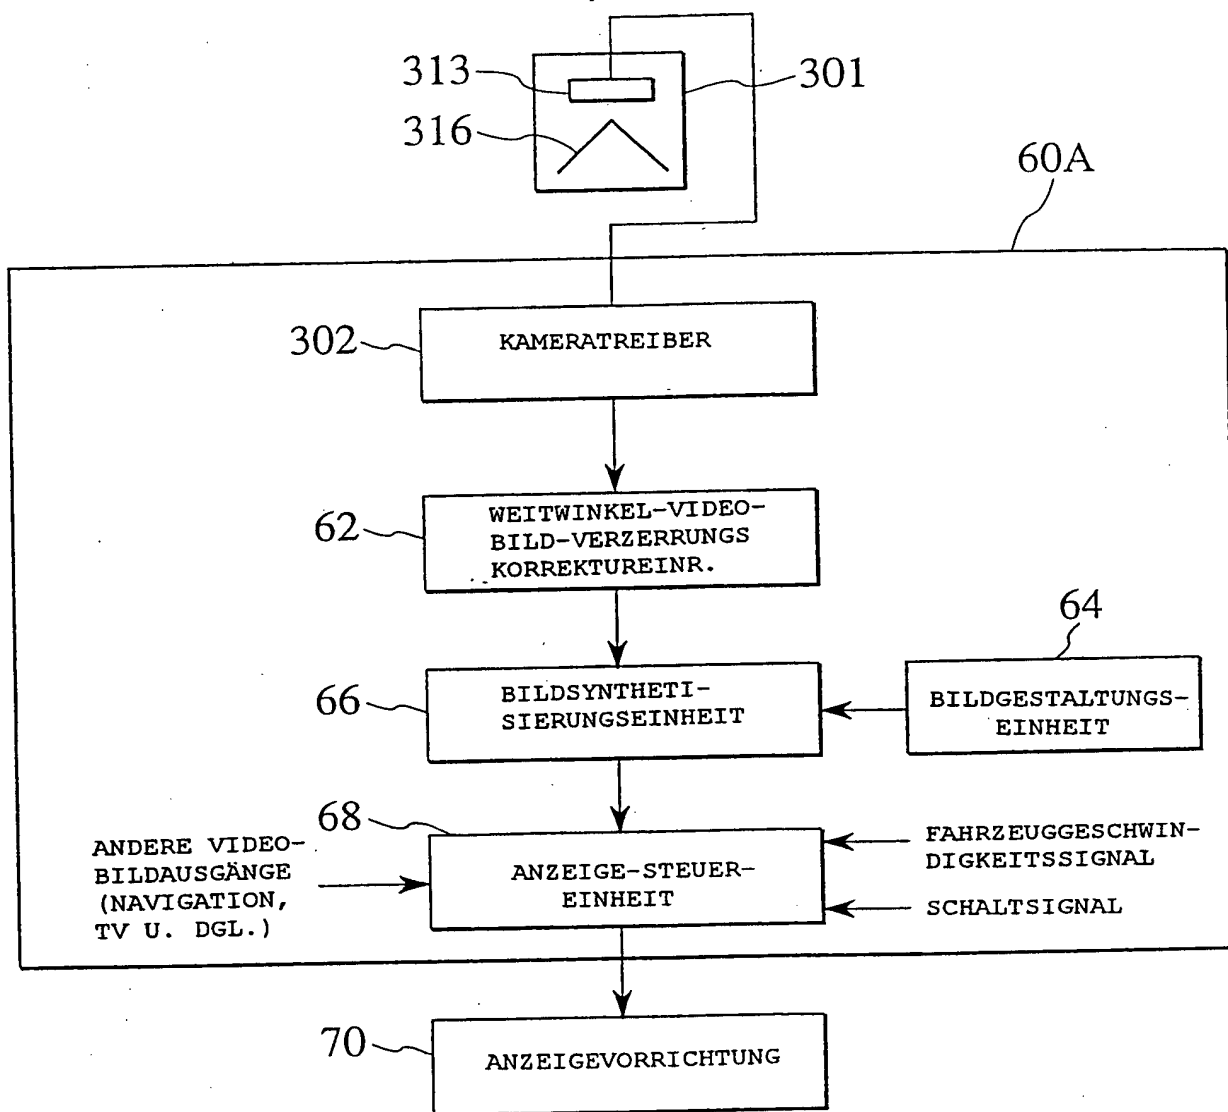 313
301
316
60A
302
KAMERATREIBER
62
WEITWINKEL-VIDEO-
BILD-VERZERRUNGS
KORREKTUREINR.
64
66
BILDSYNTHETI-
SIERUNGSEINHEIT
BILDGESTALTUNGS-
EINHEIT
68
ANDERE VIDEO-
BILDAUSGÄNGE
(NAVIGATION,
TV U. DGL.)
ANZEIGE-STEUER-
EINHEIT
FAHRZEUGGESCHWIN-
DIGKEITSSIGNAL
SCHALTSIGNAL
70
ANZEIGEVORRICHTUNG